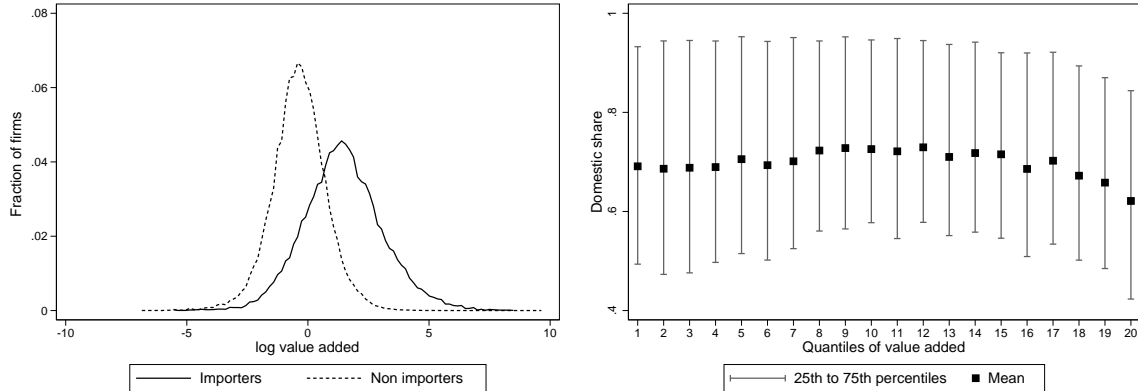 .08
.06
.04
.02
0
Fraction of firms
-10 -5 0 5 10
log value added
Importers Non importers
1
.8
.6
.4
Domestic share
1 2 3 4 5 6 7 8 9 10 11 12 13 14 15 16 17 18 19 20
Quantiles of value added
25th to 75th percentiles Mean